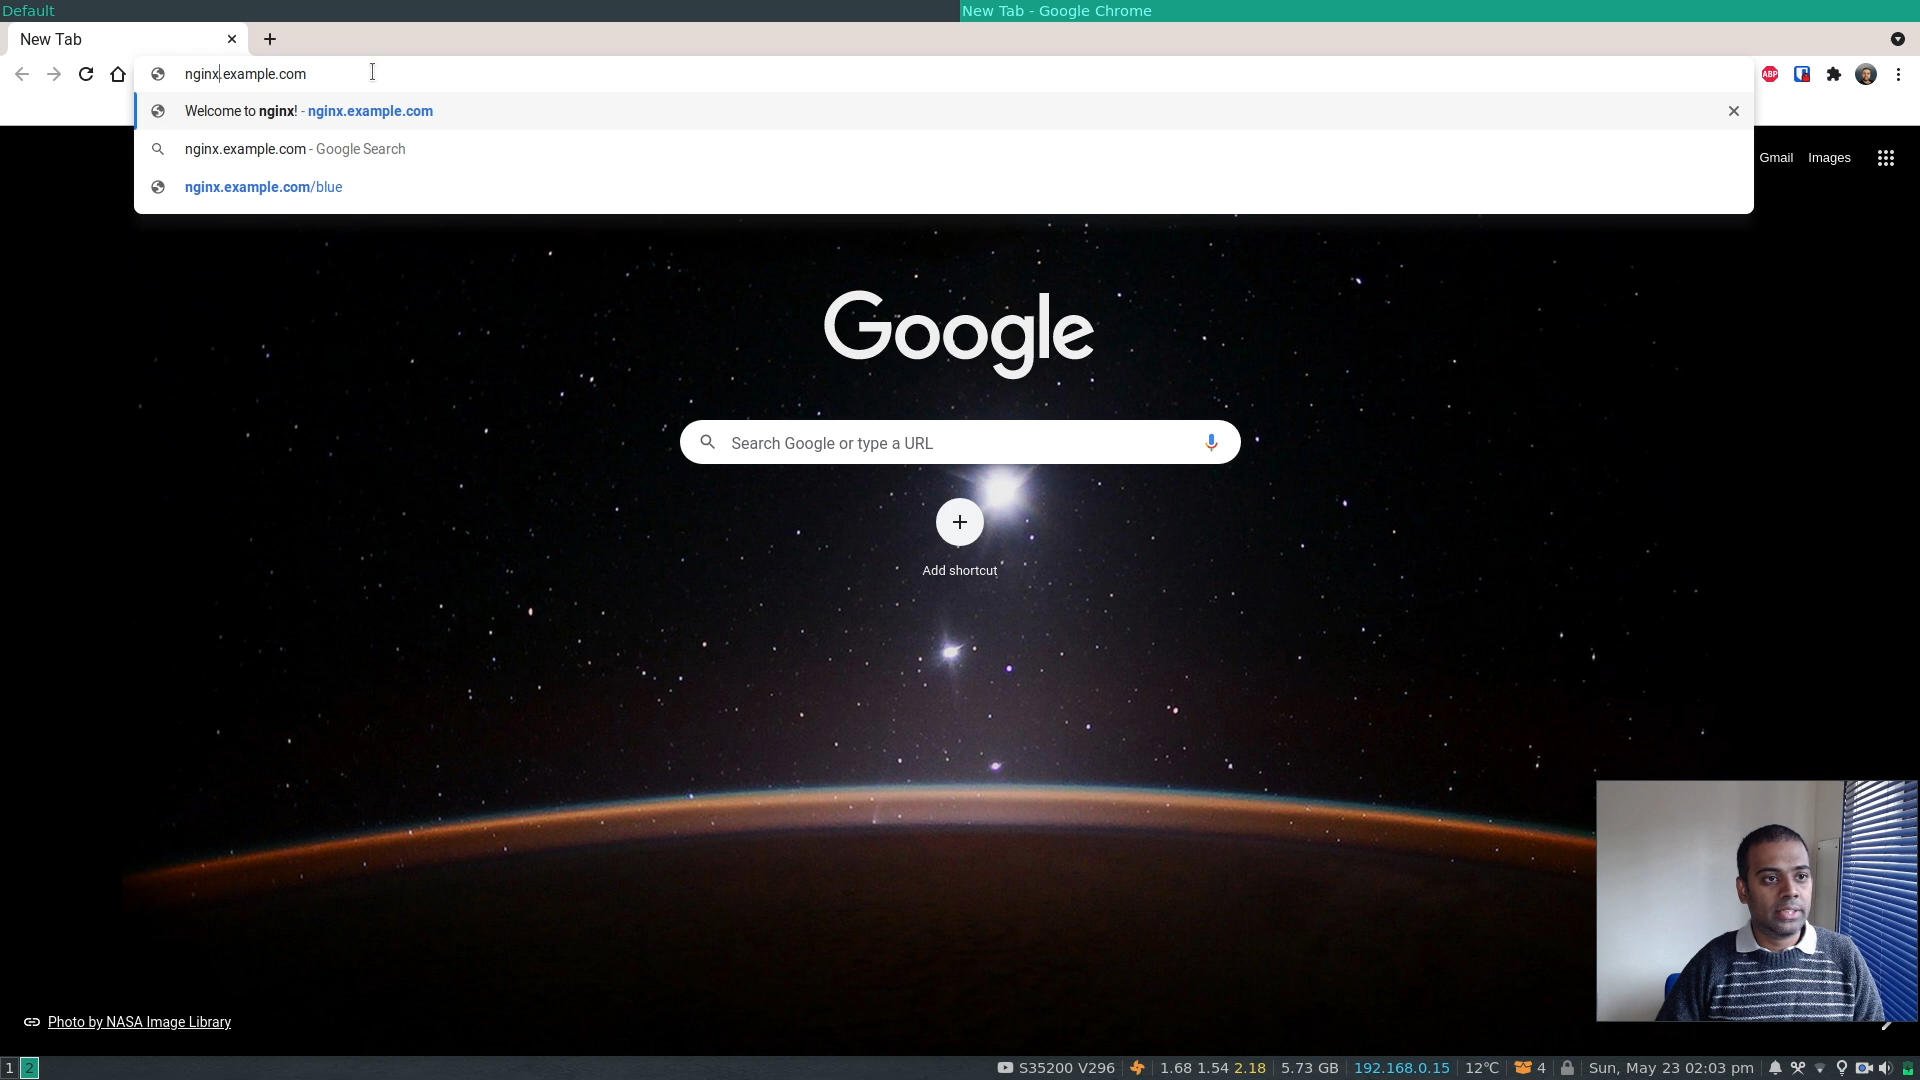 Default
New Tab - Google Chrome
New Tab
nginx.example.com
ABP
Welcome to nginx! - nginx.example.com
nginx.example.com - Google Search
nginx.example.com/blue
Gmail Images
Google
Search Google or type a URL
Add shortcut
Photo by NASA Image Library
1 2 S35200 V296 1.68 1.54 2.18 5.73 GB 192.168.0.15 12℃ 4 Sun, May 23 02:03 pm